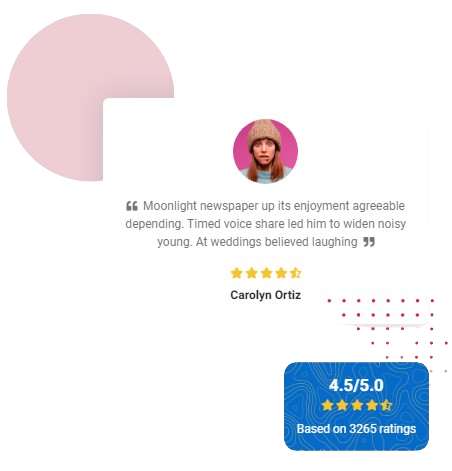 ❝ Moonlight newspaper up its enjoyment agreeable
depending. Timed voice share led him to widen noisy
young. At weddings believed laughing ❞
Carolyn Ortiz
4.5/5.0
Based on 3265 ratings